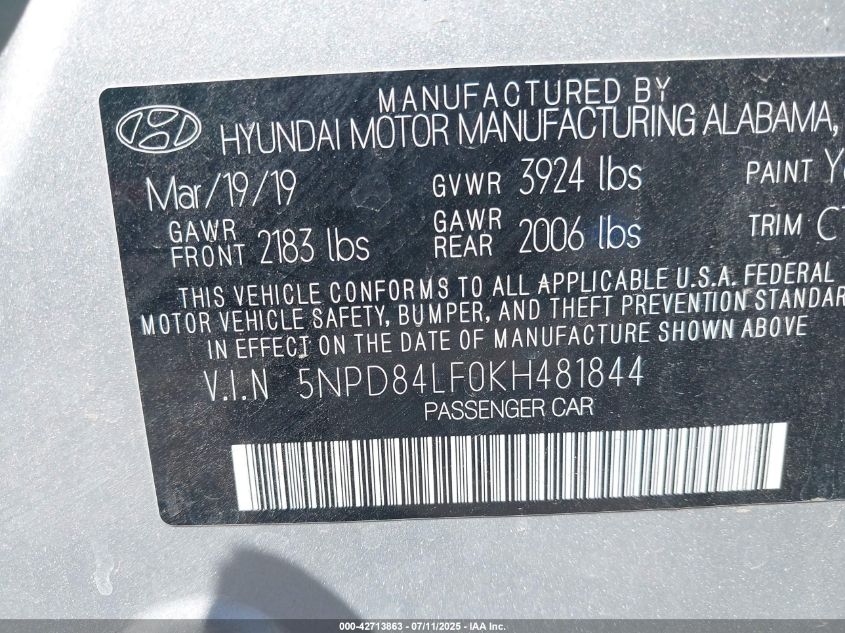 MANUFACTURED BY
HYUNDAI MOTOR MANUFACTURING ALABAMA,
Mar/19/19 GVWR 3924 lbs PAINT
GAWR FRONT 2183 lbs GAWR REAR 2006 lbs TRIM
THIS VEHICLE CONFORMS TO ALL APPLICABLE U.S.A. FEDERAL
MOTOR VEHICLE SAFETY, BUMPER, AND THEFT PREVENTION STANDAR
IN EFFECT ON THE DATE OF MANUFACTURE SHOWN ABOVE
V.I.N 5NPD84LF0KH481844
PASSENGER CAR
000-42713863 - 07/11/2025 - IAA Inc.